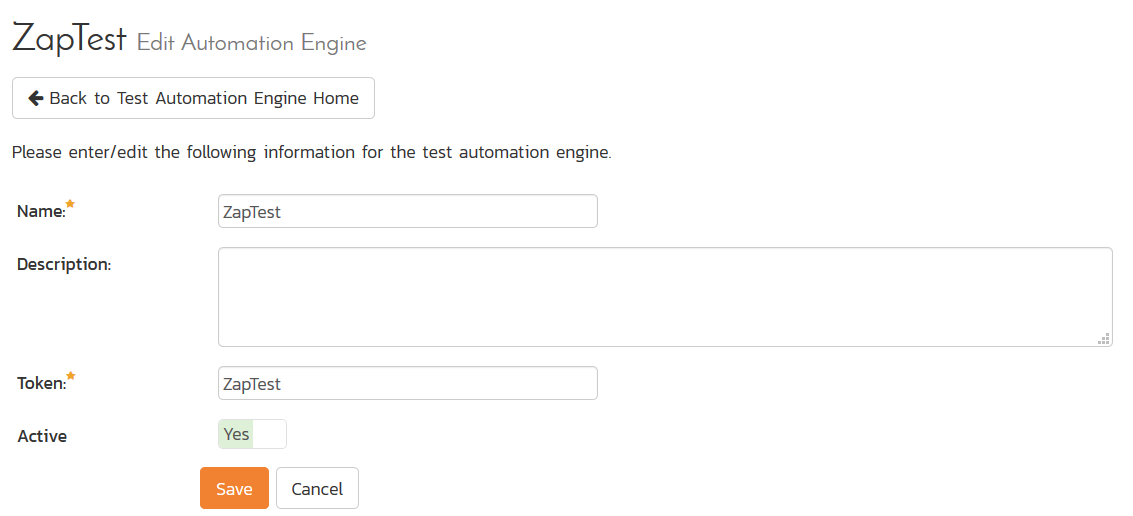 ZapTest Edit Automation Engine
Back to Test Automation Engine Home
Please enter/edit the following information for the test automation engine.
Name: ZapTest
Description:
Token: ZapTest
Active Yes
Save Cancel